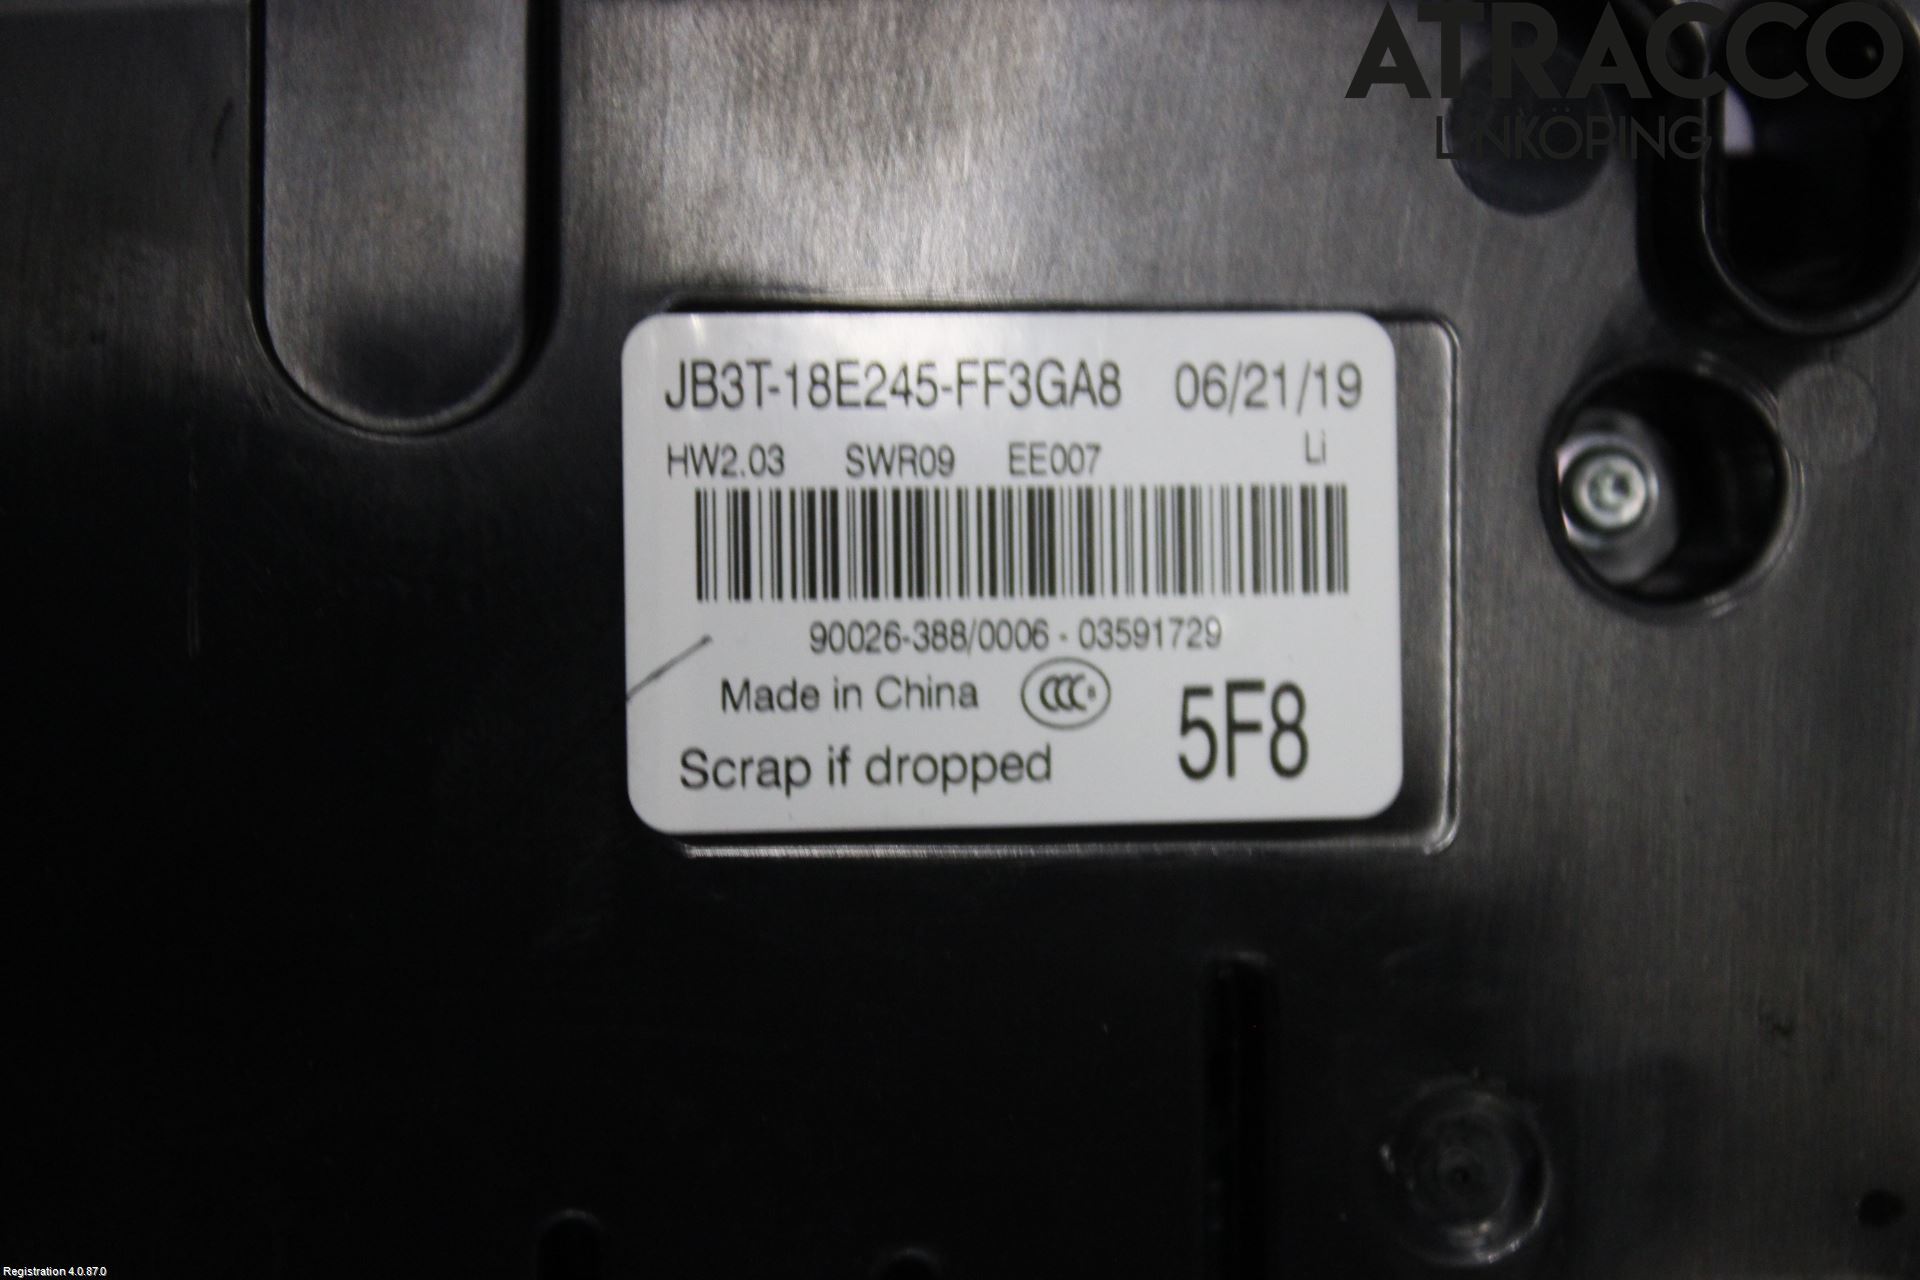 ATRACCO
LINKÖPING
JB3T-18E245-FF3GA8 06/21/19
HW2.03 SWR09 EE007 Li
90026-388/0006 - 03591729
Made in China CCC
Scrap if dropped 5F8
Registration 4.0.87.0